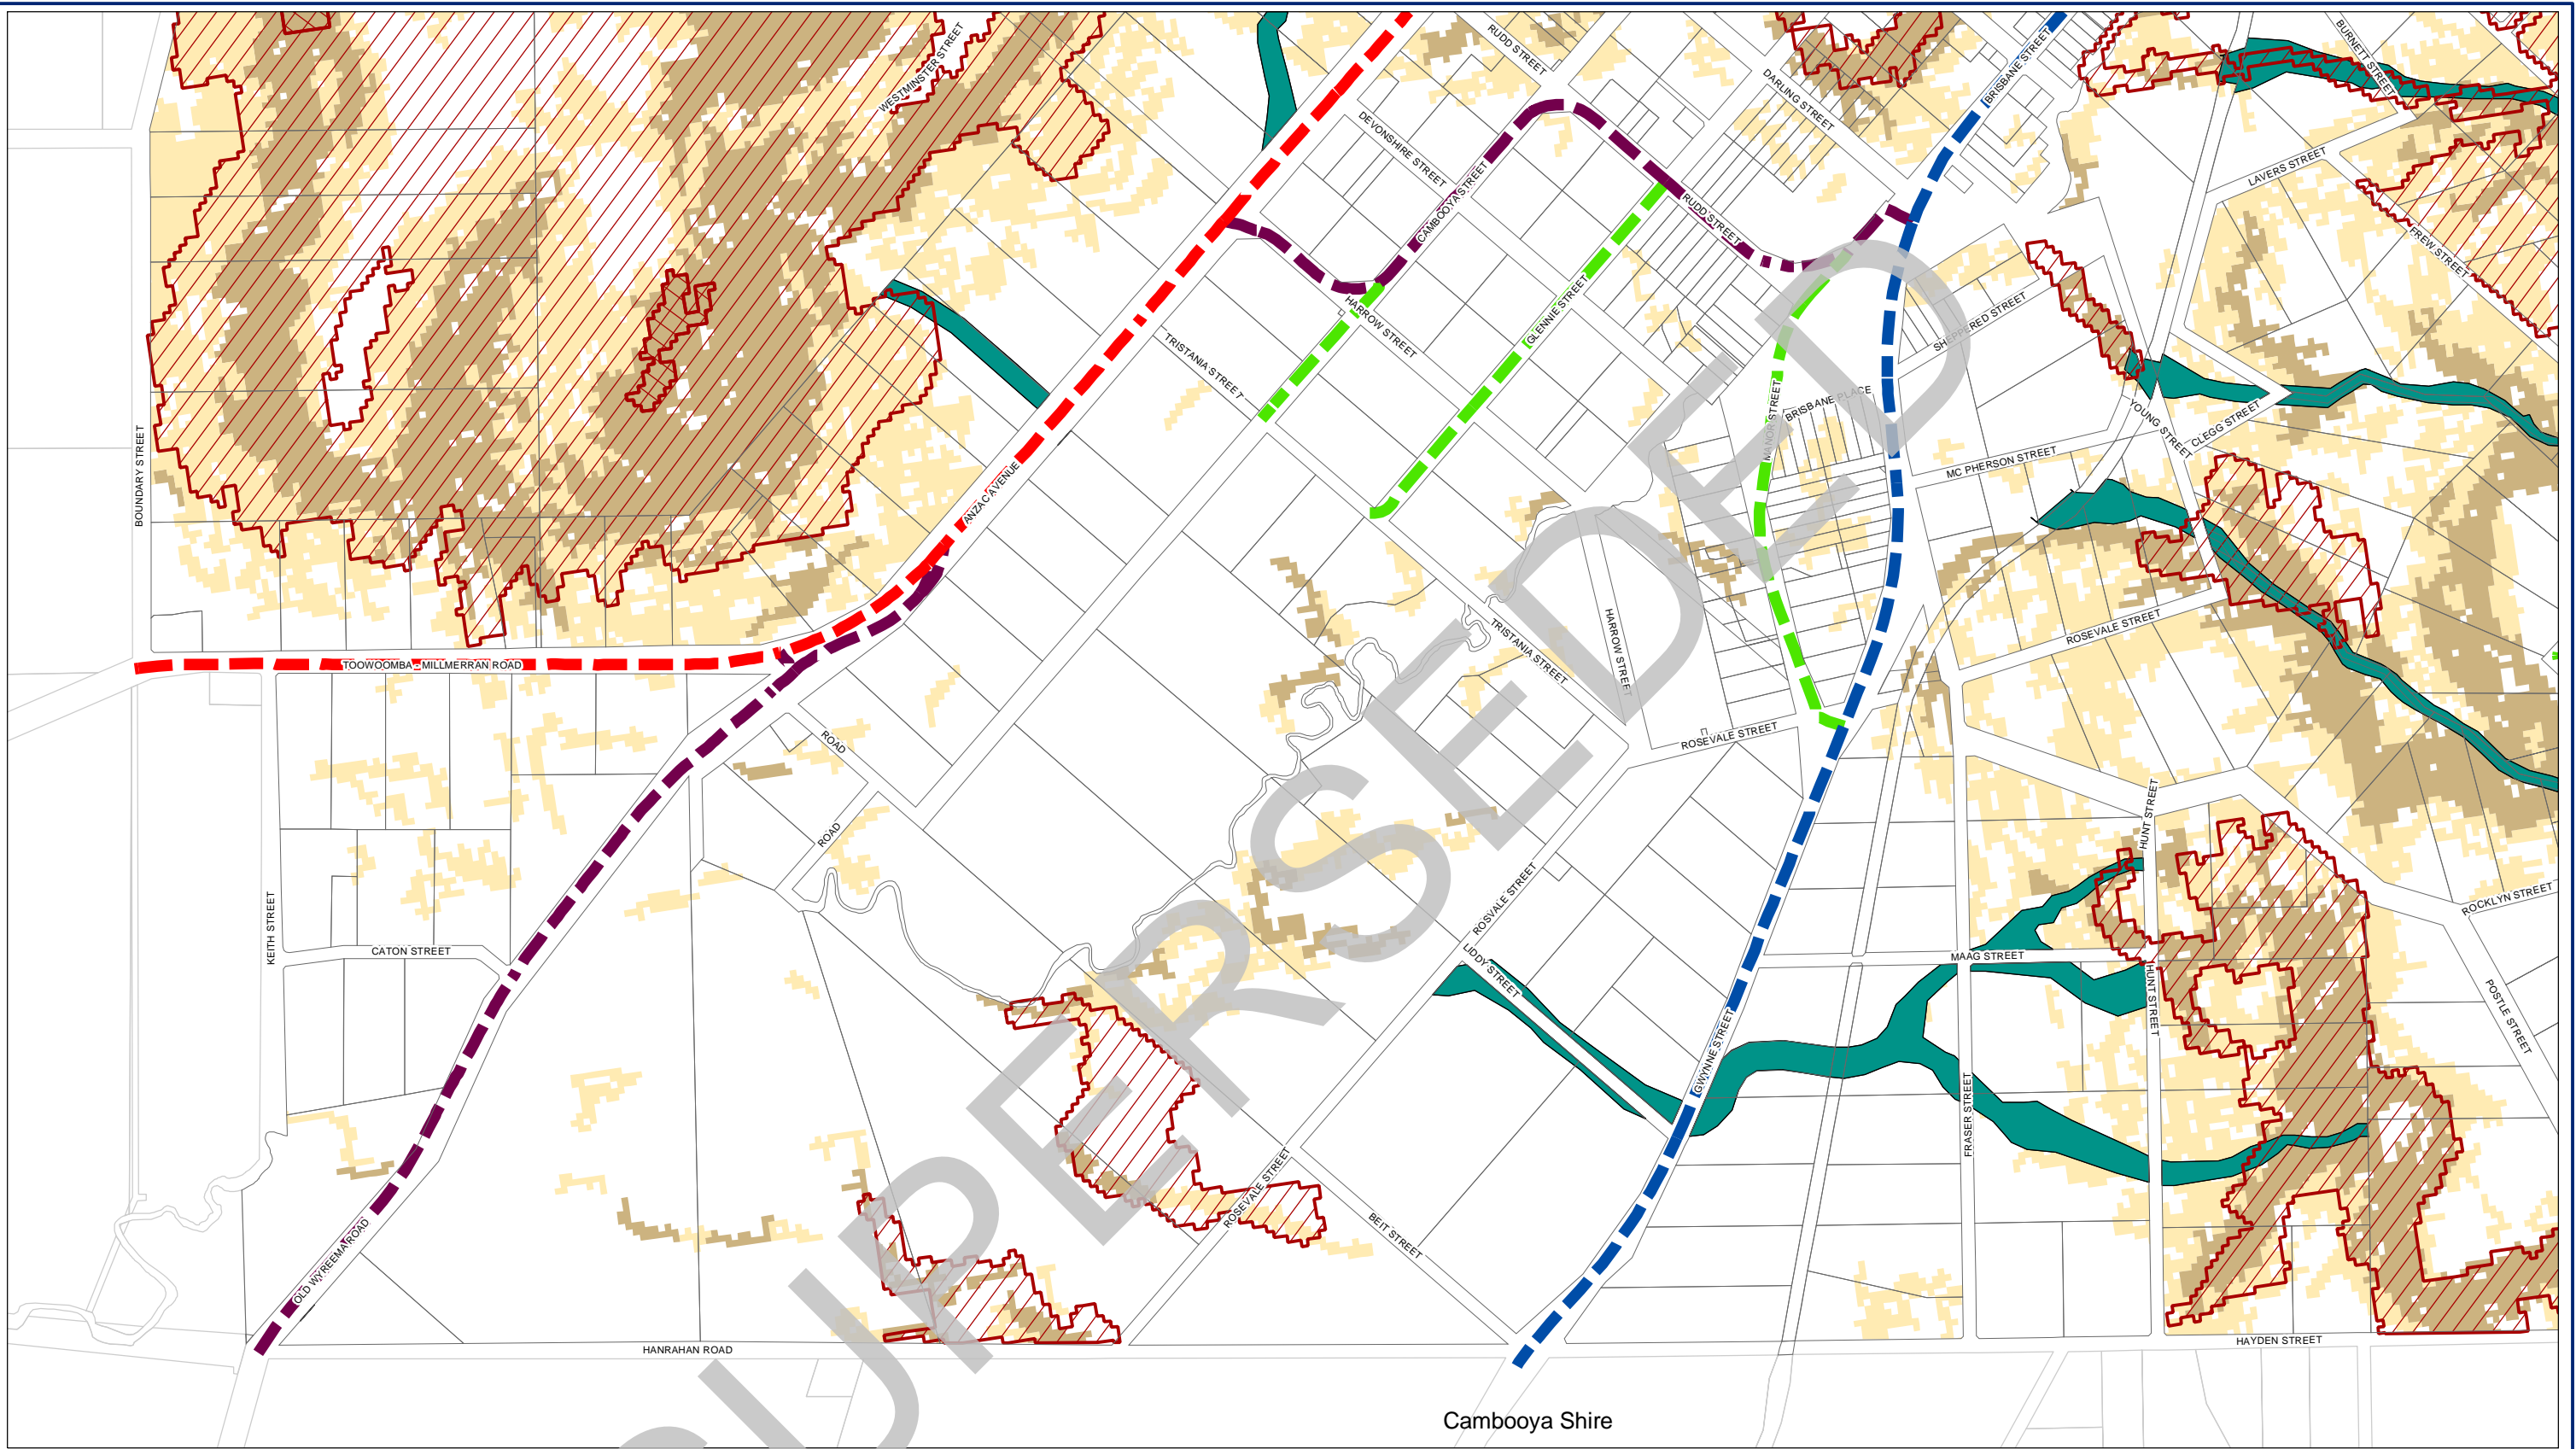 WESTMINSTER STREET
RUDD STREET
DARLING STREET
BRISBANE STREET
BURNETT STREET
DEVONSHIRE STREET
CAMBOOYA STREET
RUDD STREET
LAVERS STREET
FREW STREET
HARROW STREET
GLENNIE STREET
SHEPPERED STREET
TRISTANIA STREET
MANOR STREET
BRISBANE PLACE
YOUNG STREET
CLEGG STREET
BOUNDARY STREET
ANZAC AVENUE
MC PHERSON STREET
TRISTANIA STREET
HARROW STREET
ROSEVALE STREET
TOOWOOMBA - MILLMERRAN ROAD
ROAD
ROSEVALE STREET
ROAD
HUNT STREET
KEITH STREET
CATON STREET
ROSVALE STREET
LIDDY STREET
MAAG STREET
ROCKLYN STREET
HUNT STREET
POSTLE STREET
GWYNNE STREET
FRASER STREET
OLD WYREEMA ROAD
ROSEVALE STREET
BEIT STREET
HANRAHAN ROAD
HAYDEN STREET
Cambooya Shire
SUPERSEDED